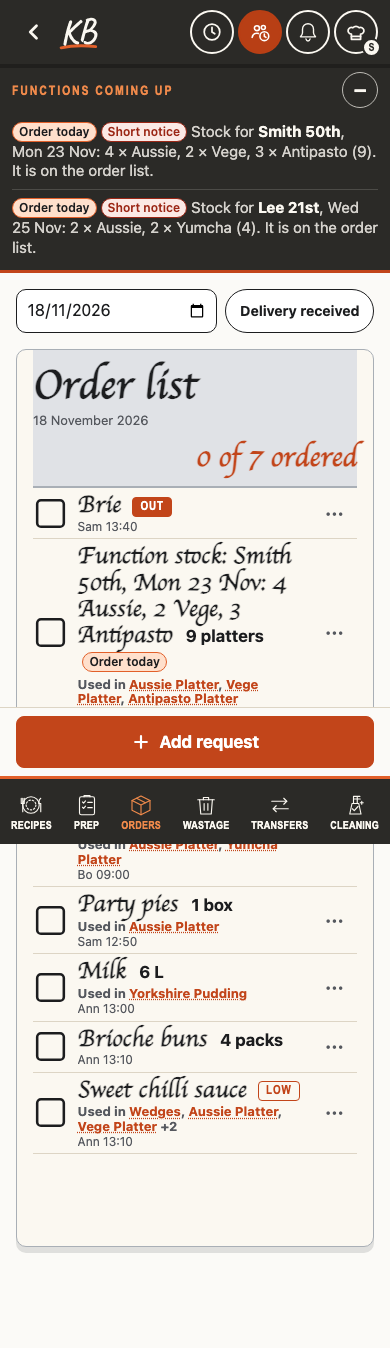 KB
S
FUNCTIONS COMING UP
Order today Short notice Stock for Smith 50th,
Mon 23 Nov: 4 × Aussie, 2 × Vege, 3 × Antipasto (9).
It is on the order list.
Order today Short notice Stock for Lee 21st, Wed
25 Nov: 2 × Aussie, 2 × Yumcha (4). It is on the order
list.
18/11/2026
Delivery received
Order list
18 November 2026
0 of 7 ordered
Brie OUT
Sam 13:40
Function stock: Smith
50th, Mon 23 Nov: 4
Aussie, 2 Vege, 3
Antipasto 9 platters
Order today
Used in Aussie Platter, Vege
Platter, Antipasto Platter
+ Add request
RECIPES PREP ORDERS WASTAGE TRANSFERS CLEANING
Used in Aussie Platter, Yumcha
Platter
Bo 09:00
Party pies 1 box
Used in Aussie Platter
Sam 12:50
Milk 6 L
Used in Yorkshire Pudding
Ann 13:00
Brioche buns 4 packs
Ann 13:10
Sweet chilli sauce LOW
Used in Wedges, Aussie Platter,
Vege Platter +2
Ann 13:10